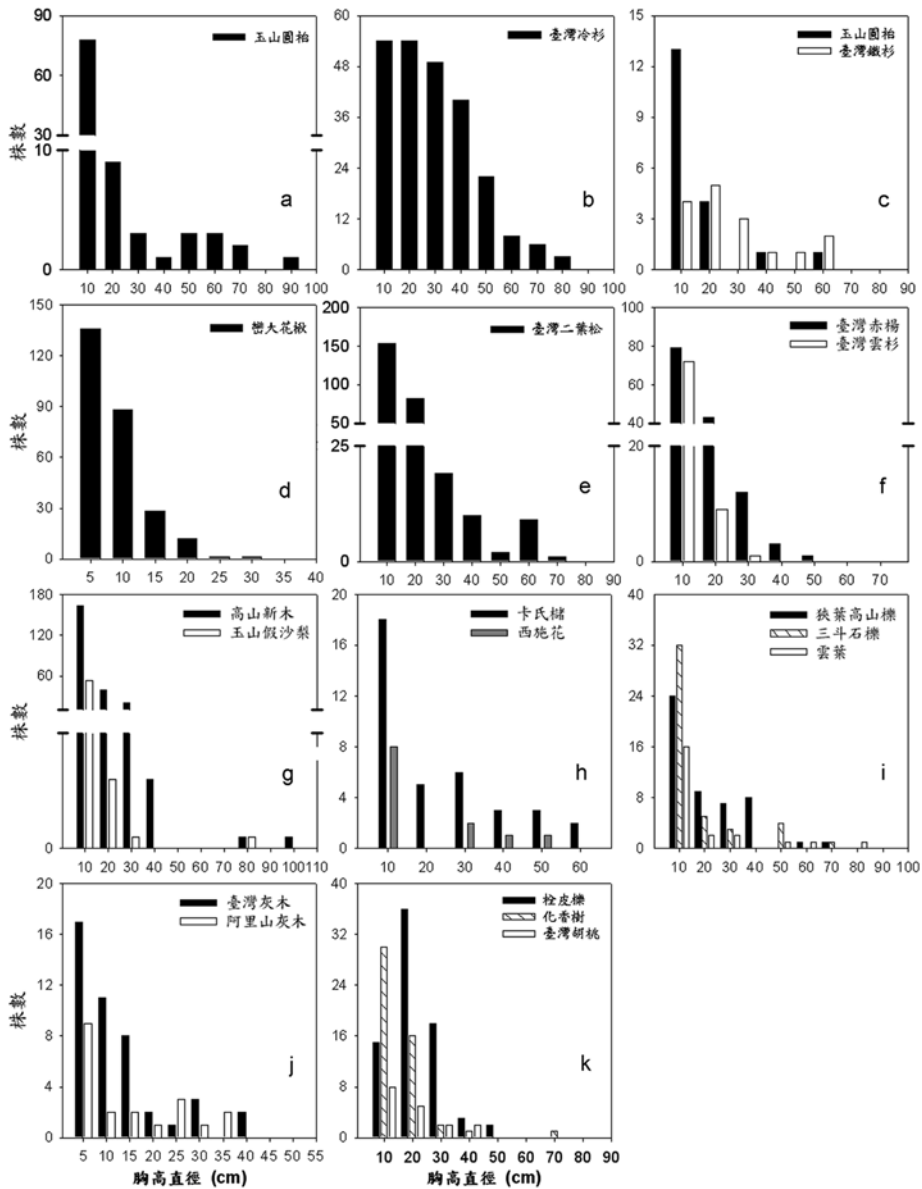 株數
90
80
60
30
10
0
玉山圓柏
a
10 20 30 40 50 60 70 80 90 100
60
48
36
24
12
0
臺灣冷杉
b
10 20 30 40 50 60 70 80 90 100
15
12
9
6
3
0
玉山圓柏
臺灣鐵杉
c
10 20 30 40 50 60 70 80 90 100
株數
150
120
90
60
30
0
巒大花楸
d
5 10 15 20 25 30 35 40
200
150
100
50
25
0
臺灣二葉松
e
10 20 30 40 50 60 70 80 90
100
80
60
40
20
0
臺灣赤楊
臺灣雲杉
f
10 20 30 40 50 60 70
株數
180
160
60
0
高山新木
玉山假沙梨
g
10 20 30 40 50 60 70 80 90 100 110
20
16
12
8
4
2
0
卡氏櫧
西施花
h
10 20 30 40 50 60
40
32
24
16
8
0
狹葉高山櫟
三斗石櫟
雲葉
i
10 20 30 40 50 60 70 80 90 100
株數
20
16
12
8
4
2
0
臺灣灰木
阿里山灰木
j
5 10 15 20 25 30 35 40 45 50 55
胸高直徑 (cm)
40
32
16
8
0
栓皮櫟
化香樹
臺灣胡桃
k
10 20 30 40 50 60 70 80 90
胸高直徑 (cm)